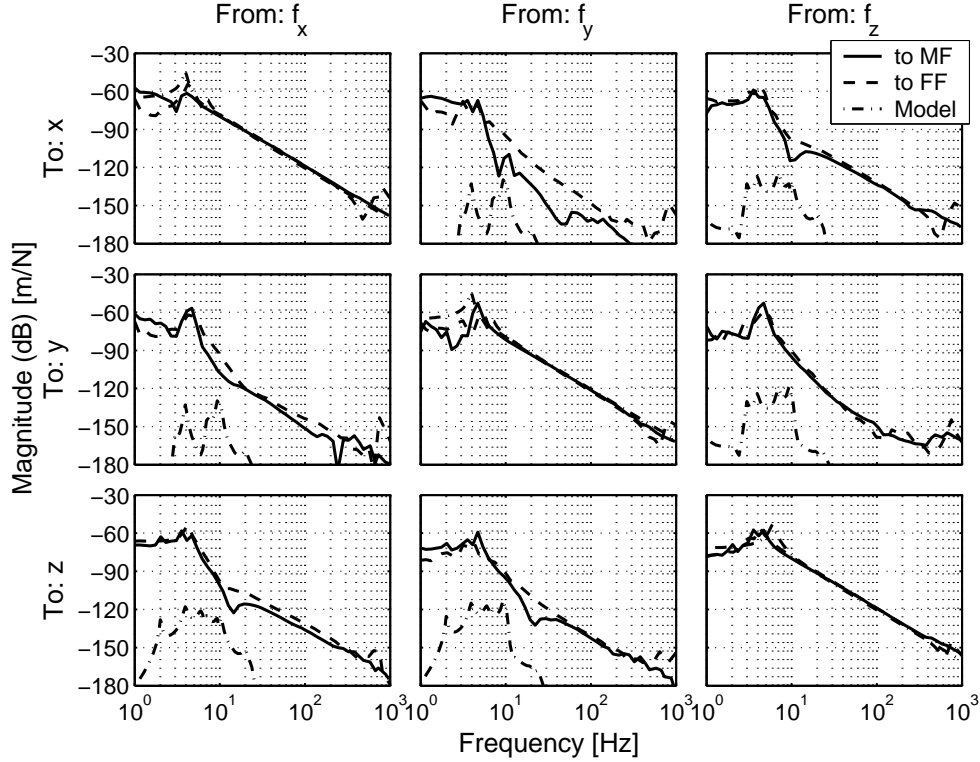 From: f_x
From: f_y
From: f_z
to MF
to FF
Model
Magnitude (dB) [m/N]
To: x
−30
−60
−90
−120
−150
−180
To: y
−30
−60
−90
−120
−150
−180
To: z
−30
−60
−90
−120
−150
−180
10^0 10^1 10^2 10^3
10^0 10^1 10^2 10^3
10^0 10^1 10^2 10^3
Frequency [Hz]